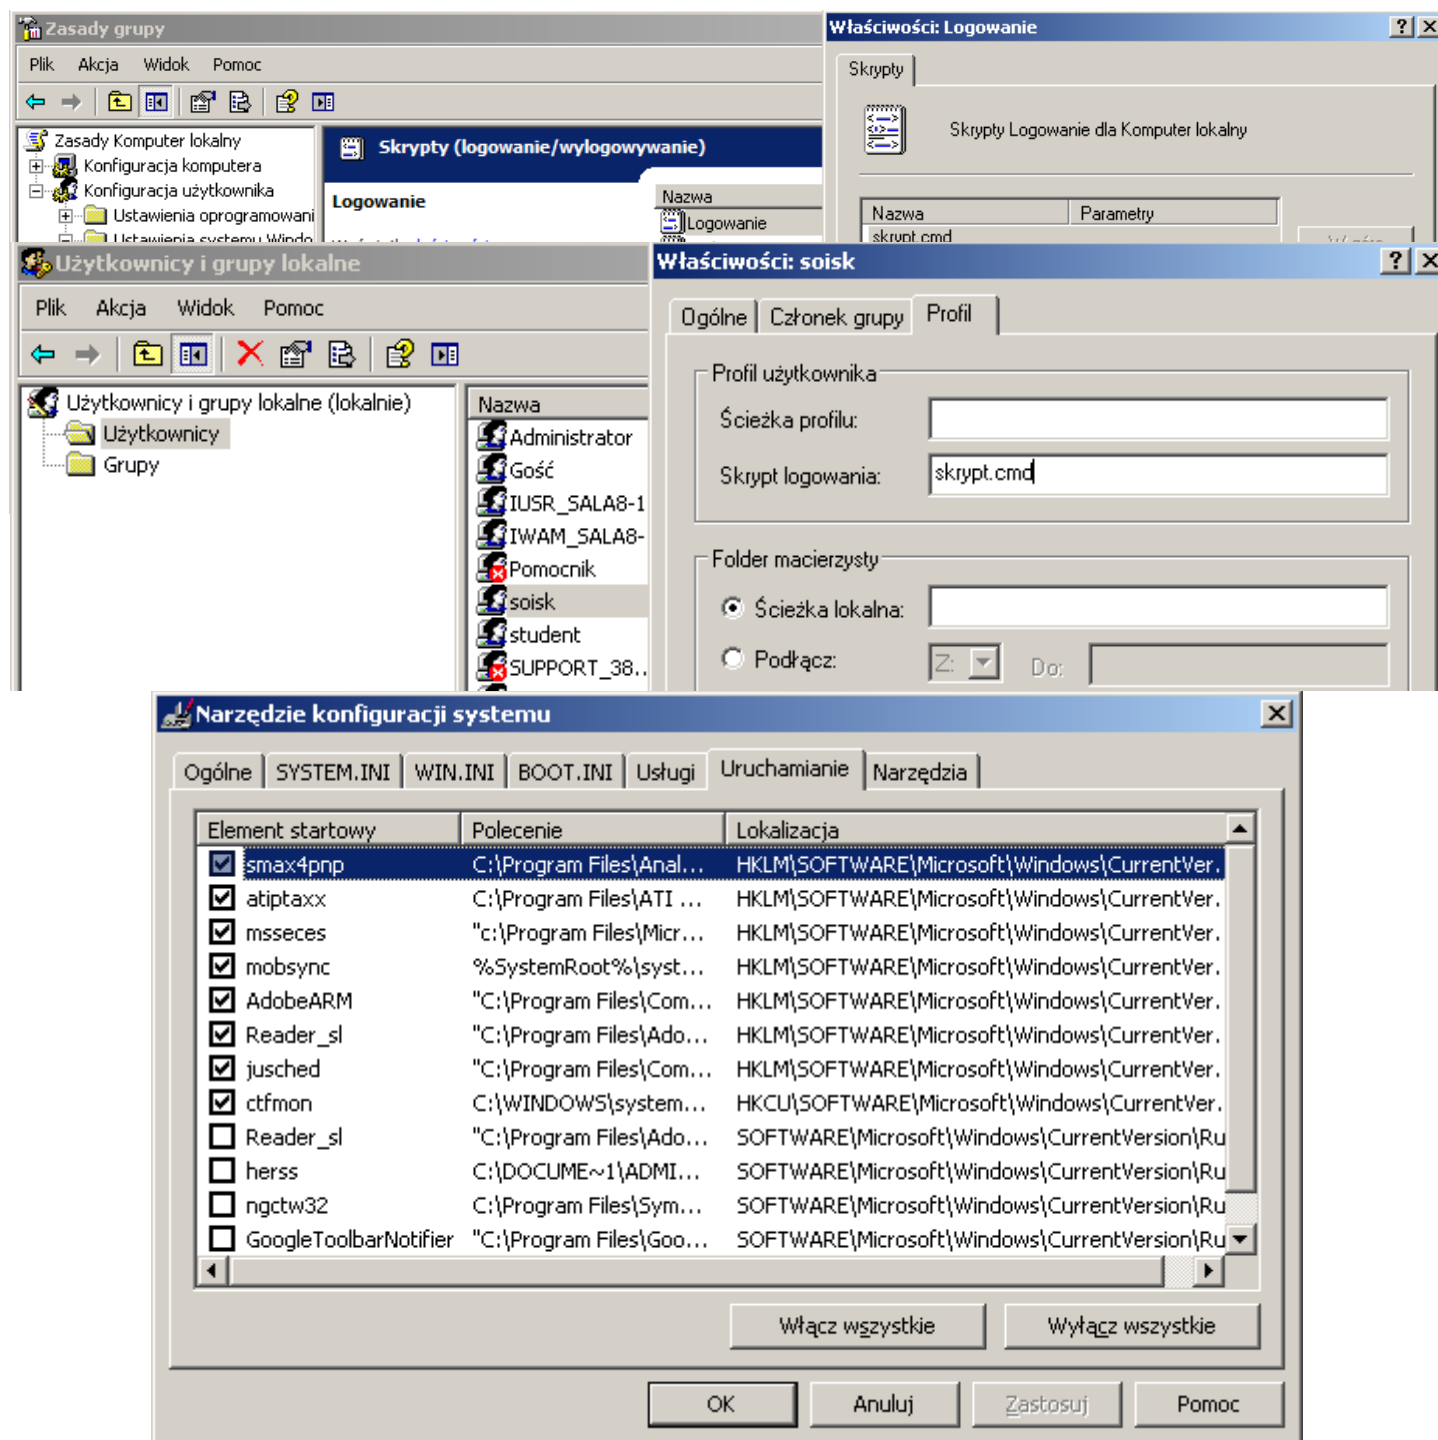 Zasady grupy
Plik Akcja Widok Pomoc
Zasady Komputer lokalny
Konfiguracja komputera
Konfiguracja użytkownika
Ustawienia oprogramowani
Ustawienia systemu Windo
Skrypty (logowanie/wylogowywanie)
Logowanie
Nazwa
Logowanie
Właściwości: Logowanie
Skrypty
Skrypty Logowanie dla Komputer lokalny
Nazwa Parametry
skrypt.cmd
Użytkownicy i grupy lokalne
Plik Akcja Widok Pomoc
Użytkownicy i grupy lokalne (lokalnie)
Użytkownicy
Grupy
Nazwa
Administrator
Gość
IUSR_SALA8-1
IWAM_SALA8-
Pomocnik
soisk
student
SUPPORT_38..
Właściwości: soisk
Ogólne Członek grupy Profil
Profil użytkownika
Ścieżka profilu:
Skrypt logowania: skrypt.cmd
Folder macierzysty
Ścieżka lokalna:
Podłącz: Z: Do:
Narzędzie konfiguracji systemu
Ogólne SYSTEM.INI WIN.INI BOOT.INI Usługi Uruchamianie Narzędzia
Element startowy Polecenie Lokalizacja
smax4pnp C:\Program Files\Anal... HKLM\SOFTWARE\Microsoft\Windows\CurrentVer.
atiptaxx C:\Program Files\ATI ... HKLM\SOFTWARE\Microsoft\Windows\CurrentVer.
msseces "c:\Program Files\Micr... HKLM\SOFTWARE\Microsoft\Windows\CurrentVer.
mobsync %SystemRoot%\syst... HKLM\SOFTWARE\Microsoft\Windows\CurrentVer.
AdobeARM "C:\Program Files\Com... HKLM\SOFTWARE\Microsoft\Windows\CurrentVer.
Reader_sl "C:\Program Files\Ado... HKLM\SOFTWARE\Microsoft\Windows\CurrentVer.
jusched "C:\Program Files\Com... HKLM\SOFTWARE\Microsoft\Windows\CurrentVer.
ctfmon C:\WINDOWS\system... HKCU\SOFTWARE\Microsoft\Windows\CurrentVer.
Reader_sl "C:\Program Files\Ado... SOFTWARE\Microsoft\Windows\CurrentVersion\Ru
herss C:\DOCUME~1\ADMI... SOFTWARE\Microsoft\Windows\CurrentVersion\Ru
ngctw32 C:\Program Files\Sym... SOFTWARE\Microsoft\Windows\CurrentVersion\Ru
GoogleToolbarNotifier "C:\Program Files\Goo... SOFTWARE\Microsoft\Windows\CurrentVersion\Ru
Włącz wszystkie Wyłącz wszystkie
OK Anuluj Zastosuj Pomoc